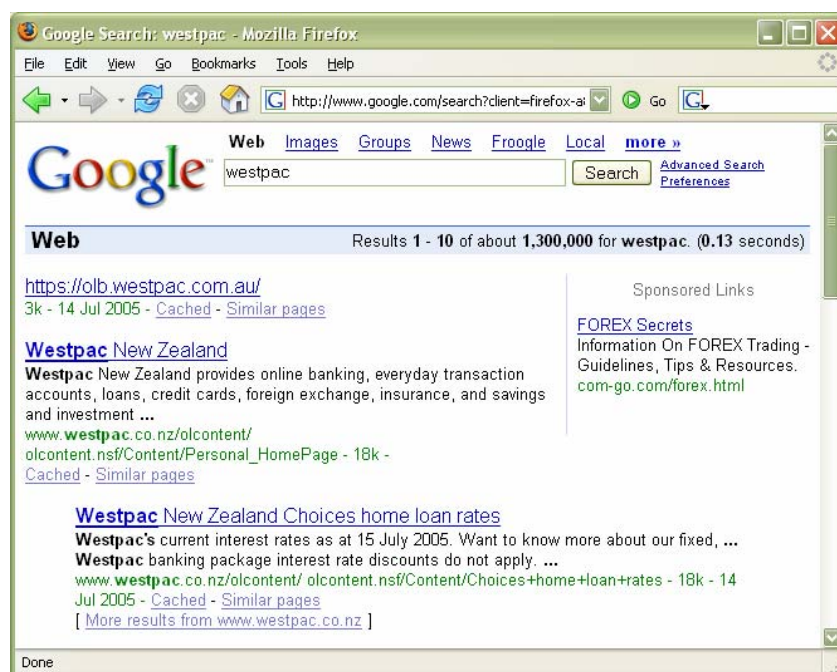 Google Search: westpac - Mozilla Firefox
File Edit View Go Bookmarks Tools Help
http://www.google.com/search?client=firefox-a Go G
Web Images Groups News Froogle Local more »
Google™ westpac Search Advanced Search
Preferences
Web Results 1 - 10 of about 1,300,000 for westpac. (0.13 seconds)
https://olb.westpac.com.au/
3k - 14 Jul 2005 - Cached - Similar pages
Westpac New Zealand
Westpac New Zealand provides online banking, everyday transaction
accounts, loans, credit cards, foreign exchange, insurance, and savings
and investment ...
www.westpac.co.nz/olcontent/
olcontent.nsf/Content/Personal_HomePage - 18k -
Cached - Similar pages
Westpac New Zealand Choices home loan rates
Westpac's current interest rates as at 15 July 2005. Want to know more about our fixed, ...
Westpac banking package interest rate discounts do not apply. ...
www.westpac.co.nz/olcontent/ olcontent.nsf/Content/Choices+home+loan+rates - 18k - 14
Jul 2005 - Cached - Similar pages
[ More results from www.westpac.co.nz ]
Sponsored Links
FOREX Secrets
Information On FOREX Trading -
Guidelines, Tips & Resources.
com-go.com/forex.html
Done